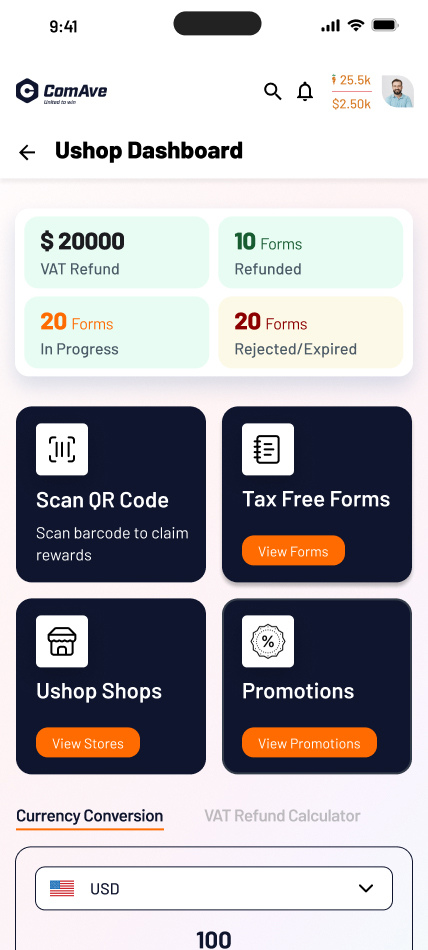 9:41
ComAve
United to win
25.5k
$2.50k
Ushop Dashboard
$ 20000
VAT Refund
10 Forms
Refunded
20 Forms
In Progress
20 Forms
Rejected/Expired
Scan QR Code
Scan barcode to claim
rewards
Tax Free Forms
View Forms
Ushop Shops
View Stores
%
Promotions
View Promotions
Currency Conversion
VAT Refund Calculator
USD
100